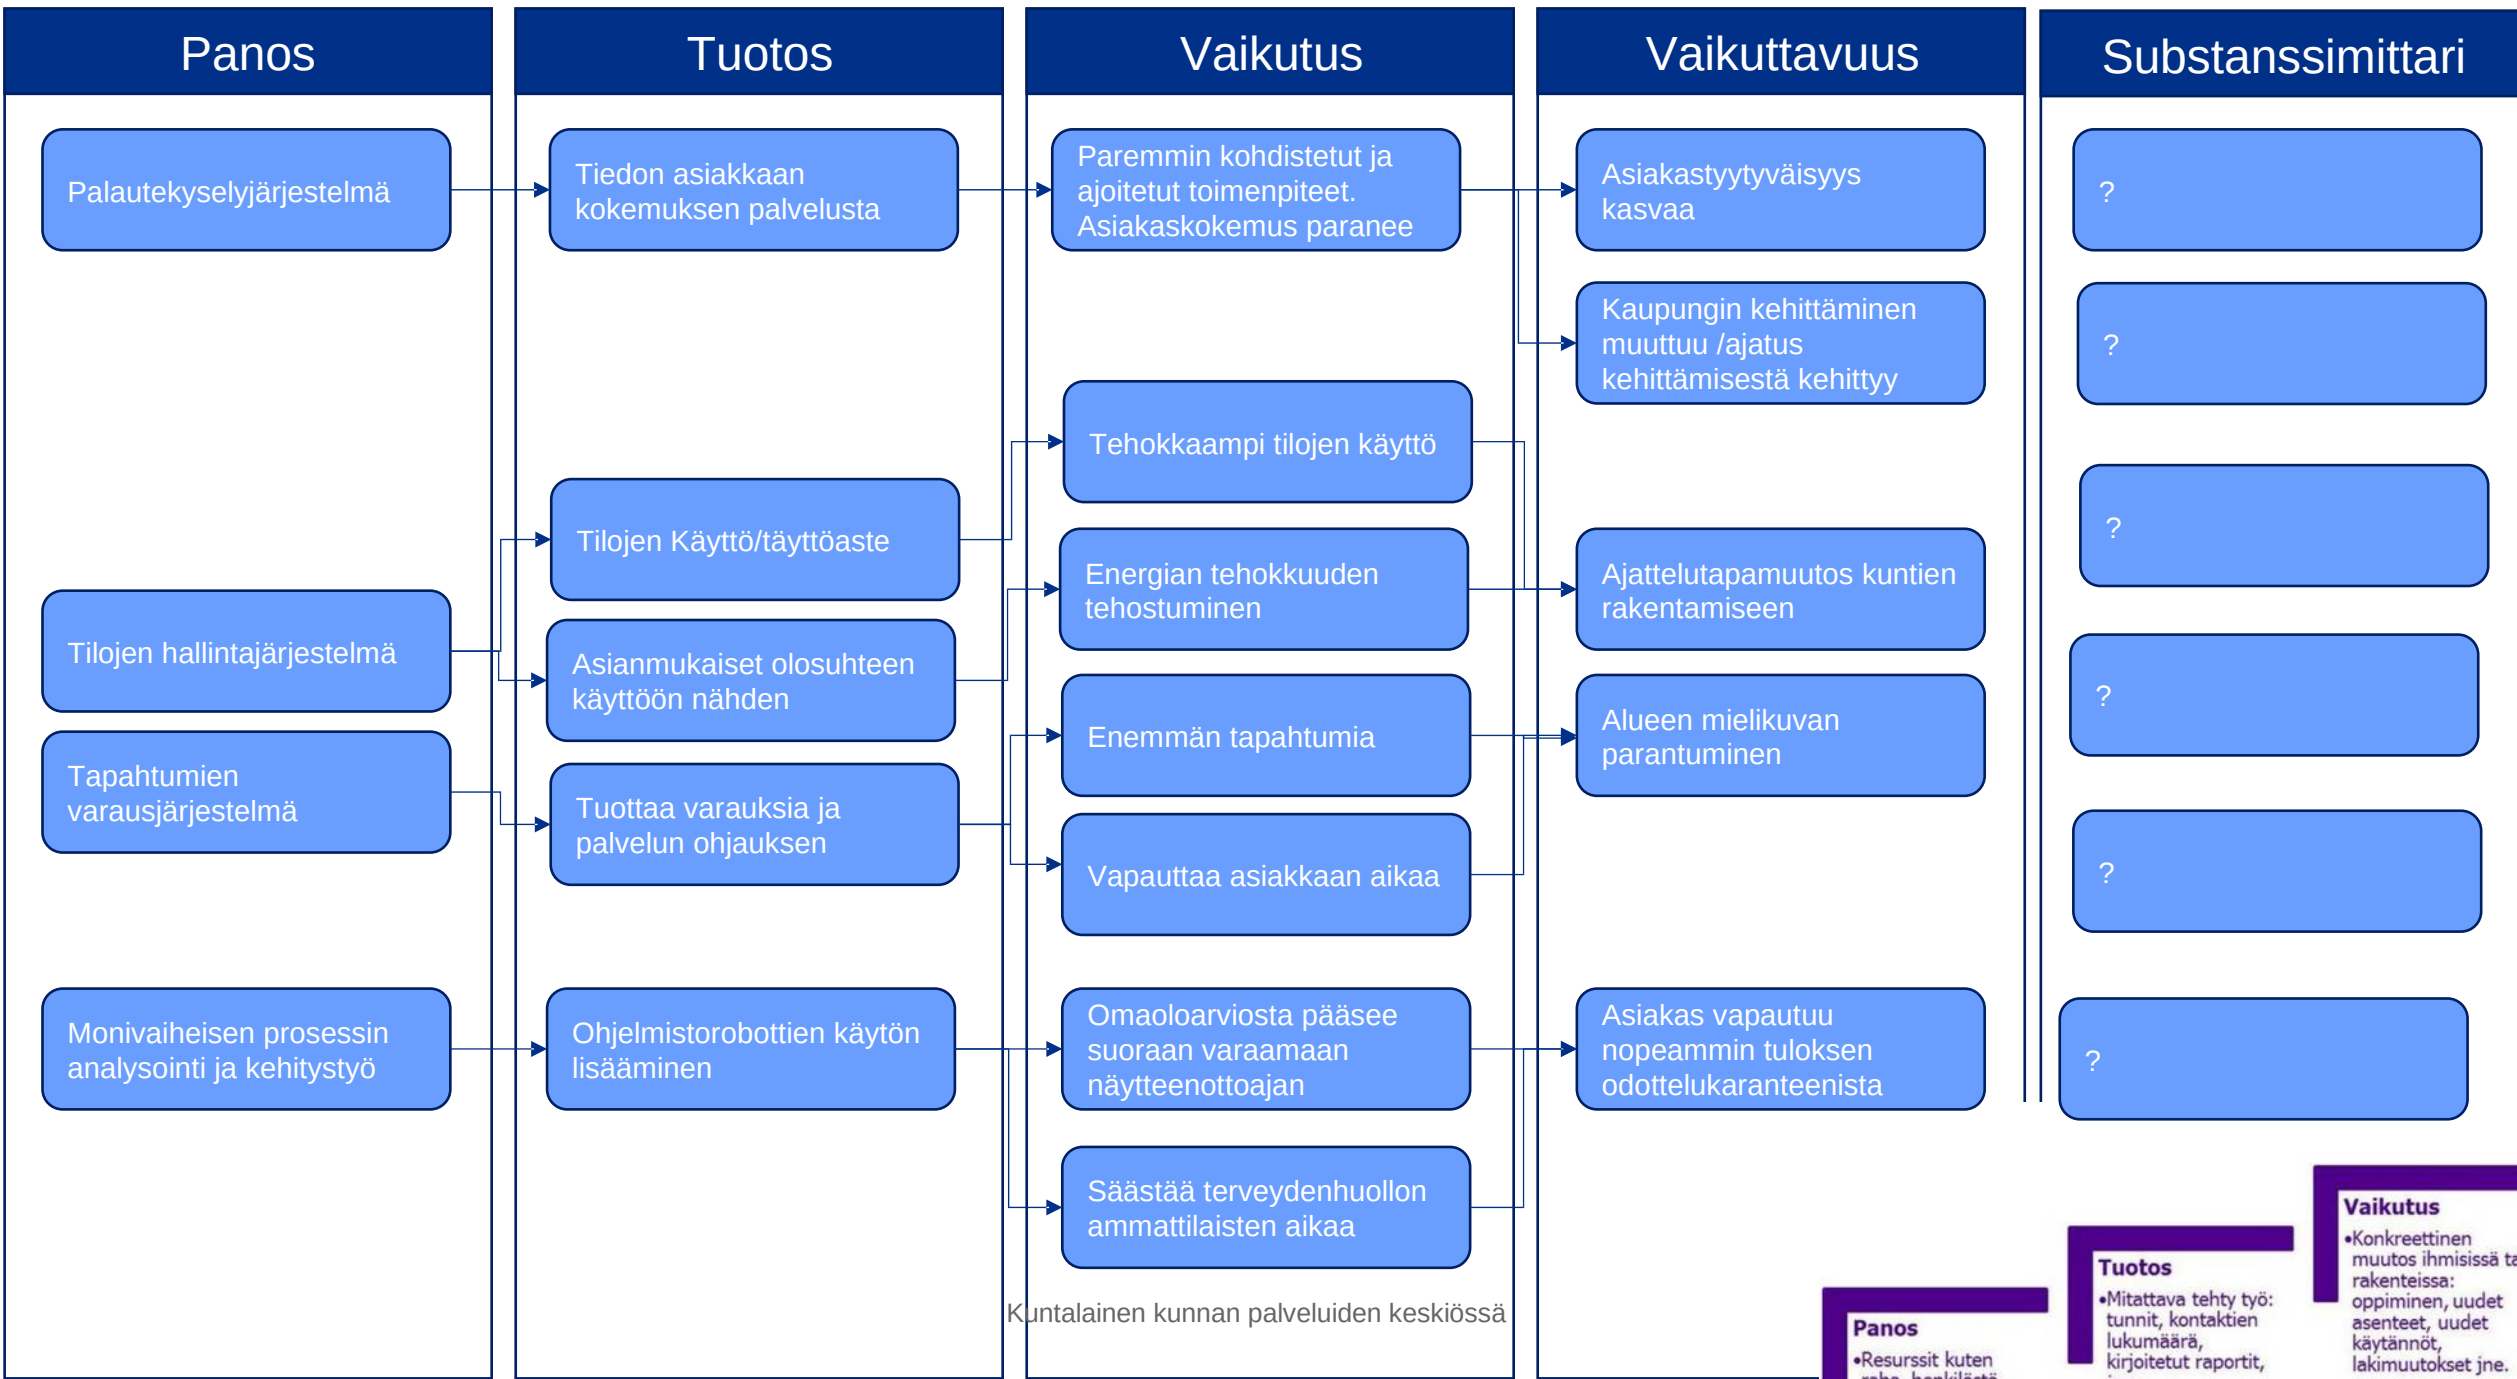 Panos
Tuotos
Vaikutus
Vaikuttavuus
Substanssimittari
Palautekyselyjärjestelmä
Tiedon asiakkaan
kokemuksen palvelusta
Paremmin kohdistetut ja
ajoitetut toimenpiteet.
Asiakaskokemus paranee
Asiakastyytyväisyys
kasvaa
?
Kaupungin kehittäminen
muuttuu /ajatus
kehittämisestä kehittyy
?
Tehokkaampi tilojen käyttö
Tilojen Käyttö/täyttöaste
?
Energian tehokkuuden
tehostuminen
Ajattelutapamuutos kuntien
rakentamiseen
Tilojen hallintajärjestelmä
Asianmukaiset olosuhteen
käyttöön nähden
?
Enemmän tapahtumia
Alueen mielikuvan
parantuminen
Tapahtumien
varausjärjestelmä
Tuottaa varauksia ja
palvelun ohjauksen
Vapauttaa asiakkaan aikaa
?
Monivaiheisen prosessin
analysointi ja kehitystyö
Ohjelmistorobottien käytön
lisääminen
Omaoloarviosta pääsee
suoraan varaamaan
näytteenottoajan
Asiakas vapautuu
nopeammin tuloksen
odottelukaranteenista
?
Säästää terveydenhuollon
ammattilaisten aikaa
Kuntalainen kunnan palveluiden keskiössä
Panos
•Resurssit kuten
raha, henkilöstö
Tuotos
•Mitattava tehty työ:
tunnit, kontaktien
lukumäärä,
kirjoitetut raportit,
Vaikutus
•Konkreettinen
muutos ihmisissä ta
rakenteissa:
oppiminen, uudet
asenteet, uudet
käytännöt,
lakimuutokset jne.